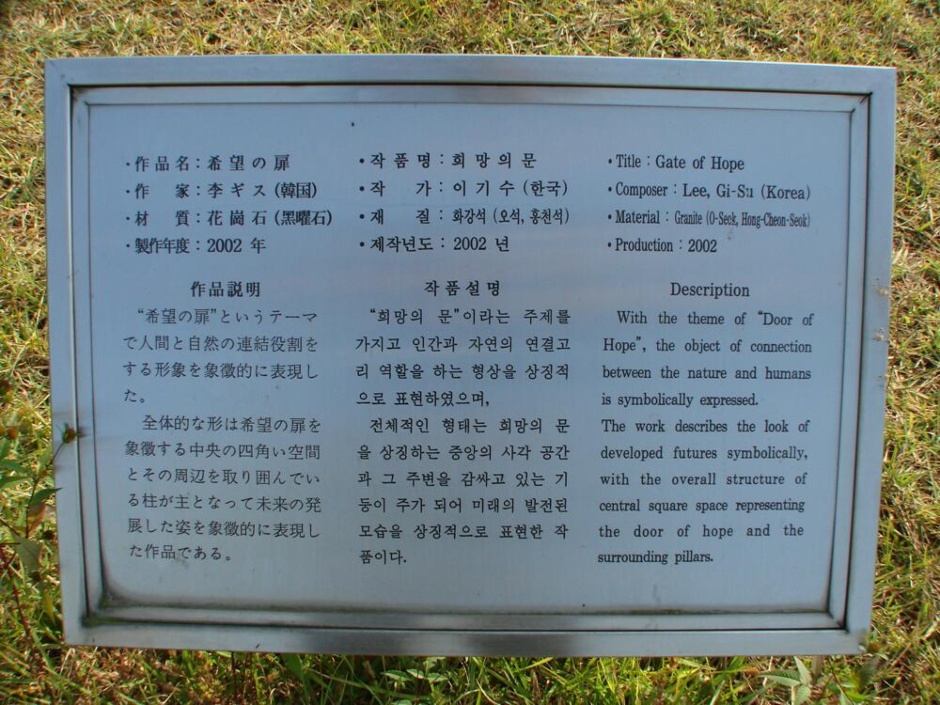 ・作品名：希望の扉
・作　家：李ギス（韓国）
・材　質：花崗石（黒曜石）
・製作年度：2002 年
作品説明
“希望の扉”というテーマ
で人間と自然の連結役割を
する形象を象徴的に表現し
た。
全体的な形は希望の扉を
象徴する中央の四角い空間
とその周辺を取り囲んでい
る柱が主となって未来の発
展した姿を象徴的に表現し
た作品である。
・작품명：희망의 문
・작　가：이기수 (한국)
・재　질：화강석 (오석, 홍천석)
・제작년도：2002 년
작품설명
“희망의 문”이라는 주제를
가지고 인간과 자연의 연결고
리 역할을 하는 형상을 상징적
으로 표현하였으며,
전체적인 형태는 희망의 문
을 상징하는 중앙의 사각 공간
과 그 주변을 감싸고 있는 기
둥이 주가 되어 미래의 발전된
모습을 상징적으로 표현한 작
품이다.
・Title : Gate of Hope
・Composer : Lee, Gi-Su (Korea)
・Material : Granite (O-Seok, Hong-Cheon-Seok)
・Production : 2002
Description
With the theme of “Door of
Hope”, the object of connection
between the nature and humans
is symbolically expressed.
The work describes the look of
developed futures symbolically,
with the overall structure of
central square space representing
the door of hope and the
surrounding pillars.